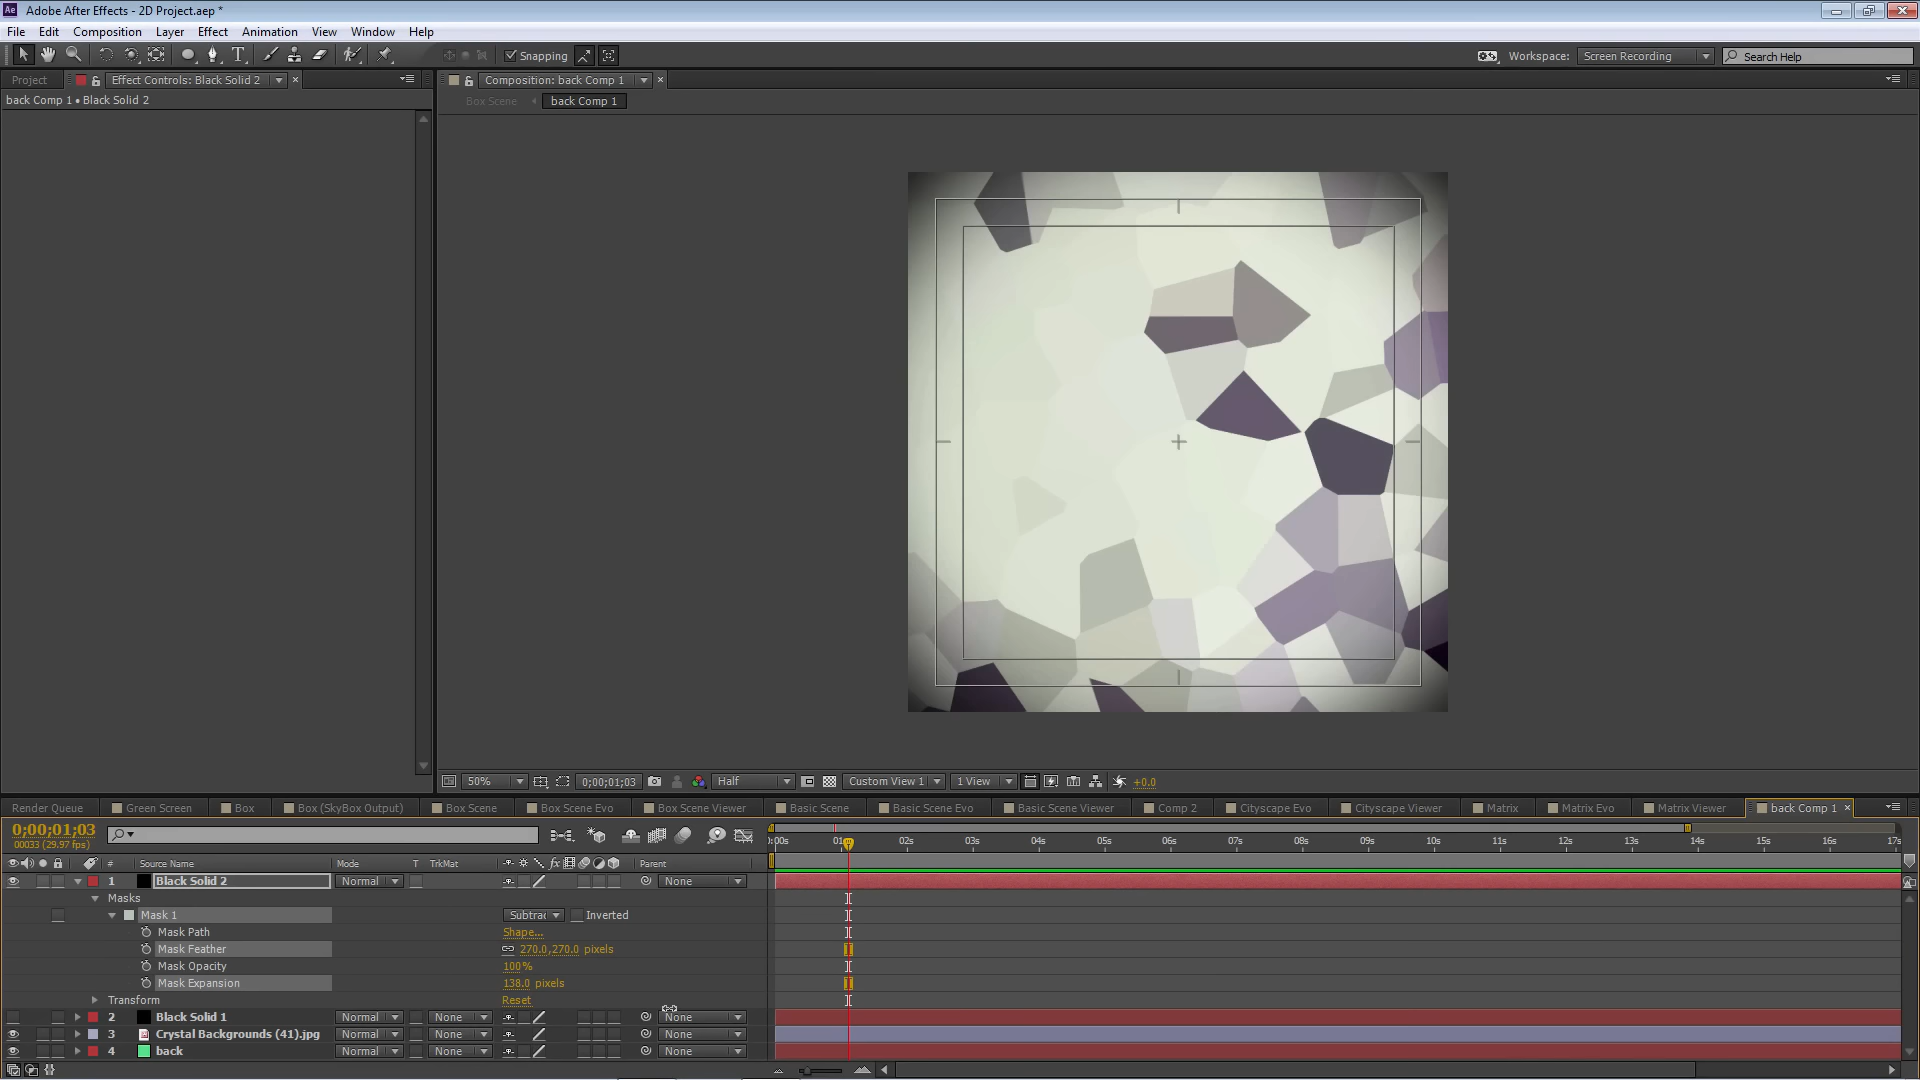 Adobe After Effects - 2D Project.aep *
File Edit Composition Layer Effect Animation View Window Help
Snapping
Workspace: Screen Recording Search Help
Project Effect Controls: Black Solid 2
Composition: back Comp 1
back Comp 1 • Black Solid 2
Box Scene back Comp 1
50% 0;00;01;03 Half Custom View 1 1 View +0.0
Render Queue Green Screen Box Box (SkyBox Output) Box Scene Box Scene Evo Box Scene Viewer Basic Scene Basic Scene Evo Basic Scene Viewer Comp 2 Cityscape Evo Cityscape Viewer Matrix Matrix Evo Matrix Viewer back Comp 1
0;00;01;03
00033 (29.97 fps)
00s 02s 03s 04s 05s 06s 07s 08s 09s 10s 11s 12s 13s 14s 15s 16s 17s
# Source Name Mode T TrkMat Parent
1 Black Solid 2 Normal None
Masks
Mask 1 Subtrac Inverted
Mask Path Shape...
Mask Feather 270.0,270.0 pixels
Mask Opacity 100%
Mask Expansion 138.0 pixels
Transform Reset
2 Black Solid 1 Normal None None
3 Crystal Backgrounds (41).jpg Normal None None
4 back Normal None None